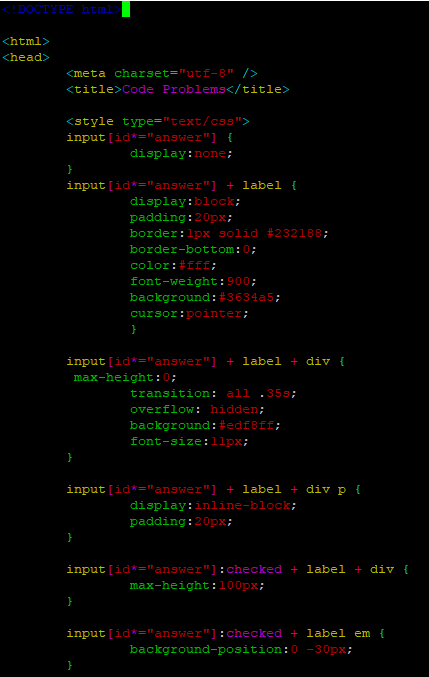 <!DOCTYPE html>
<html>
<head>
<meta charset="utf-8" />
<title>Code Problems</title>
<style type="text/css">
input[id*="answer"] {
display:none;
}
input[id*="answer"] + label {
display:block;
padding:20px;
border:1px solid #232188;
border-bottom:0;
color:#fff;
font-weight:900;
background:#3634a5;
cursor:pointer;
}
input[id*="answer"] + label + div {
max-height:0;
transition: all .35s;
overflow: hidden;
background:#edf8ff;
font-size:11px;
}
input[id*="answer"] + label + div p {
display:inline-block;
padding:20px;
}
input[id*="answer"]:checked + label + div {
max-height:100px;
}
input[id*="answer"]:checked + label em {
background-position:0 -30px;
}